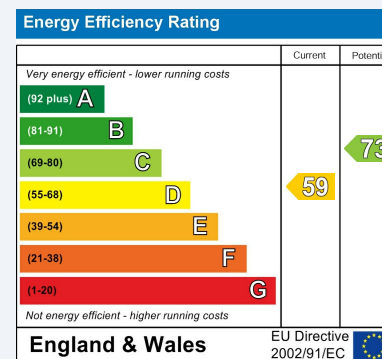 Energy Efficiency Rating
Current Potenti
Very energy efficient - lower running costs
(92 plus) A
(81-91) B
(69-80) C
73
(55-68) D
59
(39-54) E
(21-38) F
(1-20) G
Not energy efficient - higher running costs
England & Wales
EU Directive
2002/91/EC